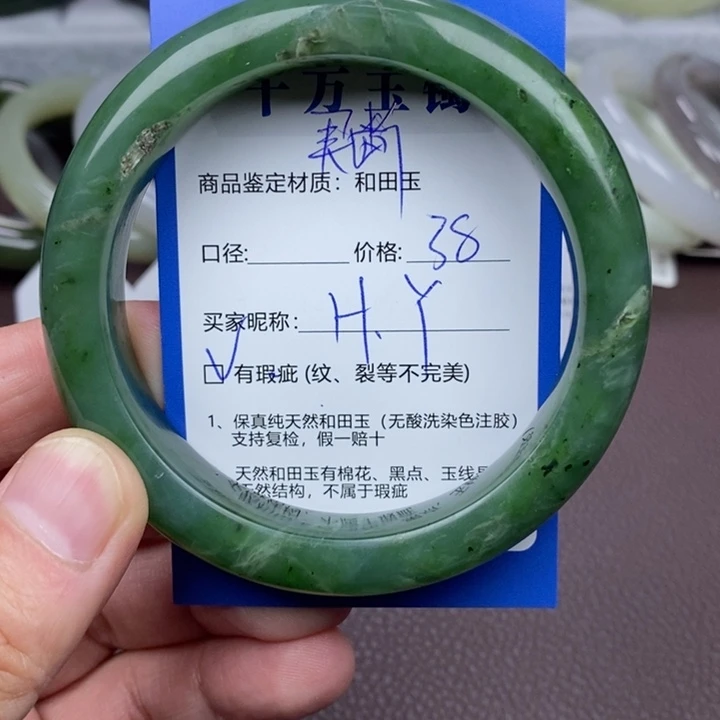 千万玉镯
商品鉴定材质：和田玉
口径: 价格: 38
买家昵称： H.Y
有瑕疵 (纹、裂等不完美)
1、保真纯天然和田玉（无酸洗染色注胶）
支持复检，假一赔十
天然和田玉有棉花、黑点、玉线
天然结构，不属于瑕疵